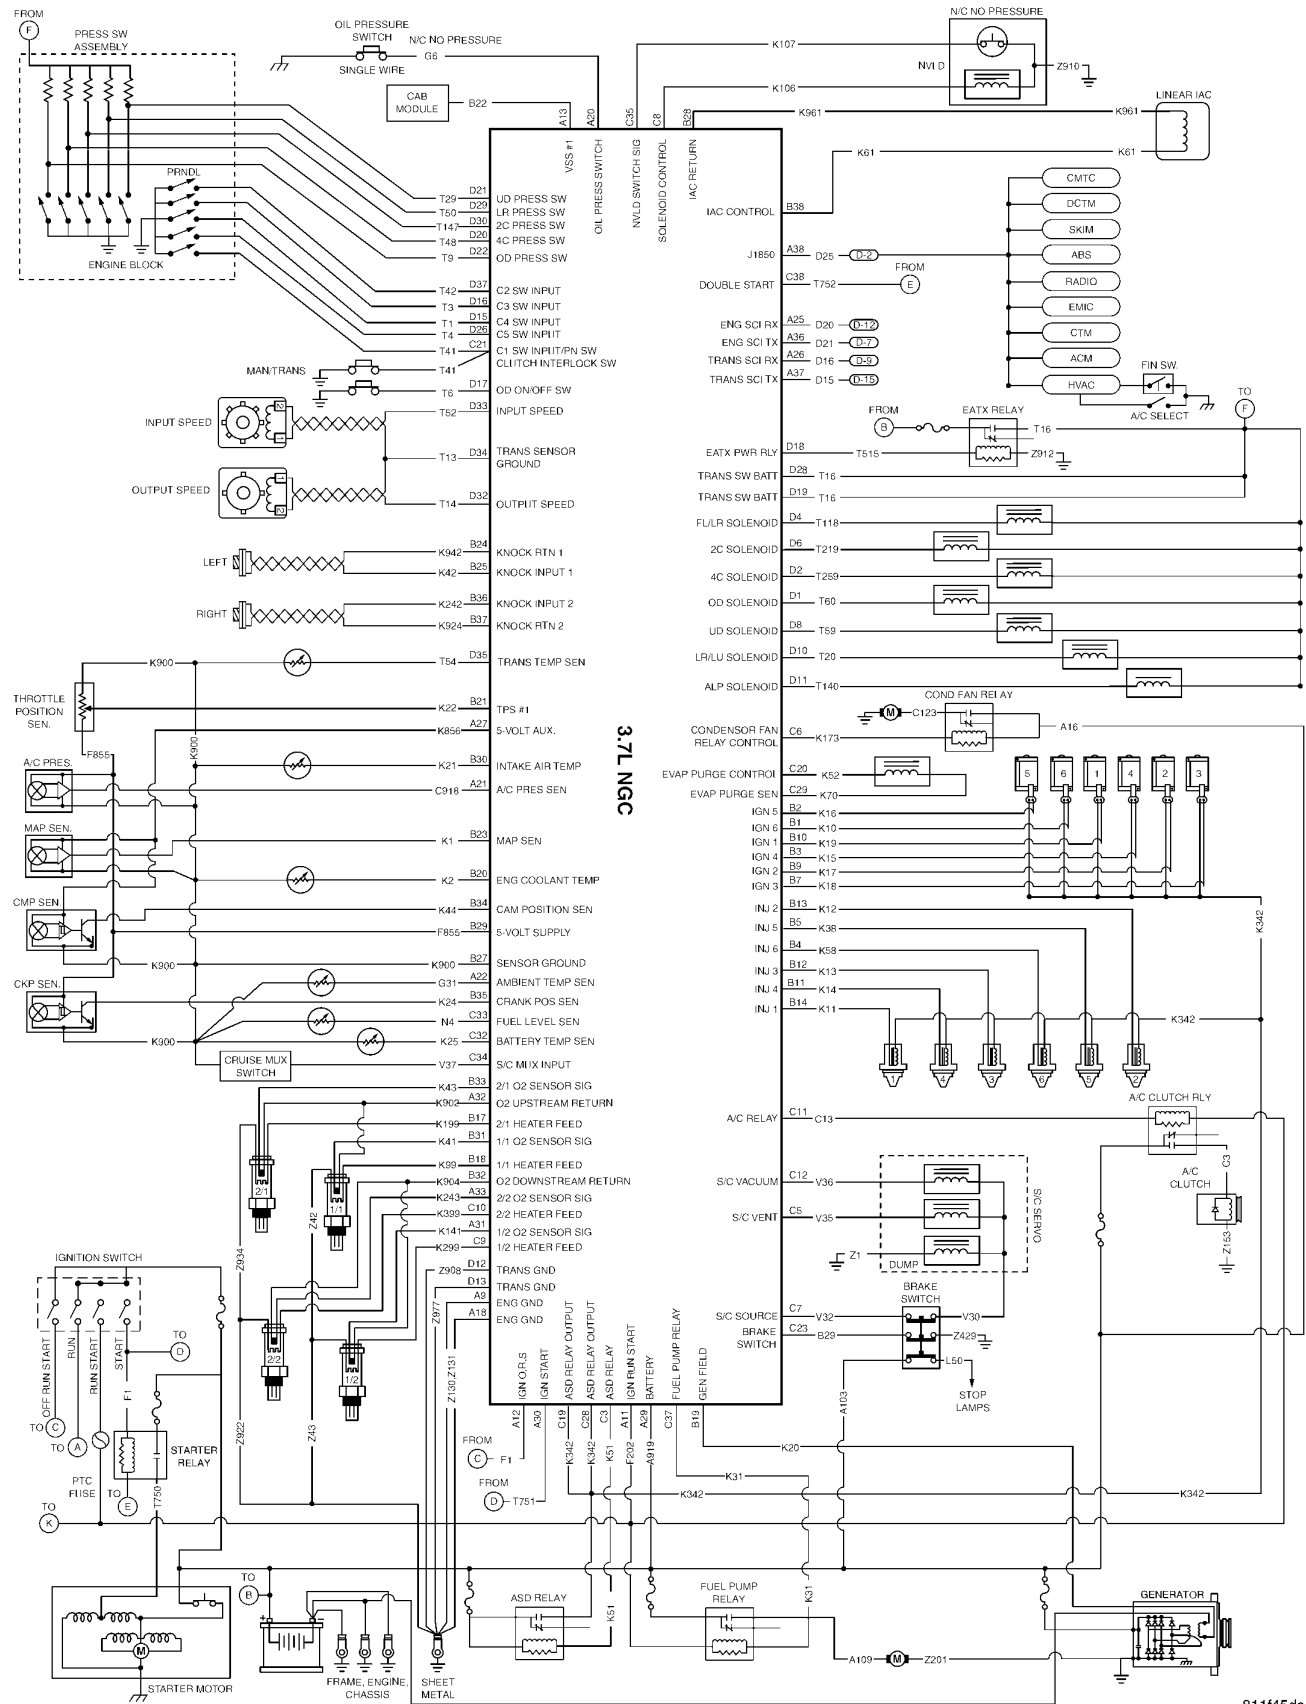 FROM
F
PRESS SW
ASSEMBLY
PRNDL
ENGINE BLOCK
OIL PRESSURE
SWITCH
N/C NO PRESSURE
G6
SINGLE WIRE
CAB
MODULE
B22
N/C NO PRESSURE
NVLD
K107
K106
Z910
LINEAR IAC
K961
K961
K61
K61
A13
A20
C35
C8
B28
VSS #1
OIL PRESS SWITCH
NVLD SWITCH SIG
SOLENOID CONTROL
IAC RETURN
3.7L NGC
T29 D21 UD PRESS SW
T50 D29 LR PRESS SW
T147 D30 2C PRESS SW
T48 D20 4C PRESS SW
T9 D22 OD PRESS SW
T42 D37 C2 SW INPUT
T3 D16 C3 SW INPUT
T1 D15 C4 SW INPUT
T4 D26 C5 SW INPUT
T41 C21 C1 SW INPUT/PN SW
CLUTCH INTERLOCK SW
MAN/TRANS
T41
T6 D17 OD ON/OFF SW
INPUT SPEED
2
1
T52 D33 INPUT SPEED
T13 D34 TRANS SENSOR
GROUND
OUTPUT SPEED
1
2
T14 D32 OUTPUT SPEED
LEFT
K942 B24 KNOCK RTN 1
K42 B25 KNOCK INPUT 1
RIGHT
K242 B36 KNOCK INPUT 2
K924 B37 KNOCK RTN 2
K900
T54 D35 TRANS TEMP SEN
THROTTLE
POSITION
SEN.
K22 B21 TPS #1
K856 A27 5-VOLT AUX.
F855
K900
A/C PRES.
K21 B30 INTAKE AIR TEMP
C918 A21 A/C PRES SEN
MAP SEN.
K1 B23 MAP SEN
K2 B20 ENG COOLANT TEMP
CMP SEN.
K44 B34 CAM POSITION SEN
F855 B29 5-VOLT SUPPLY
K900
K900 B27 SENSOR GROUND
CKP SEN.
G31 A22 AMBIENT TEMP SEN
K24 B35 CRANK POS SEN
N4 C33 FUEL LEVEL SEN
K900
K25 C32 BATTERY TEMP SEN
CRUISE MUX
SWITCH
V37 C34 S/C MUX INPUT
K43 B33 2/1 O2 SENSOR SIG
K902 A32 O2 UPSTREAM RETURN
K199 B17 2/1 HEATER FEED
K41 B31 1/1 O2 SENSOR SIG
K99 B18 1/1 HEATER FEED
K904 B32 O2 DOWNSTREAM RETURN
K243 A33 2/2 O2 SENSOR SIG
K399 C10 2/2 HEATER FEED
K141 A31 1/2 O2 SENSOR SIG
K299 C9 1/2 HEATER FEED
Z908 D12 TRANS GND
D13 TRANS GND
A9 ENG GND
A18 ENG GND
2/1
1/1
2/2
1/2
Z934
Z42
Z922
Z43
Z977
Z130,Z131
B38 IAC CONTROL
J1850 A38 D25 D-2
DOUBLE START C38 T752
FROM
E
ENG SCI RX A25 D20 D-12
ENG SCI TX A36 D21 D-7
TRANS SCI RX A26 D16 D-9
TRANS SCI TX A37 D15 D-15
CMTC
DCTM
SKIM
ABS
RADIO
EMIC
CTM
ACM
HVAC
FIN SW.
A/C SELECT
FROM
B
EATX RELAY
T16
TO
F
EATX PWR RLY D18 T515
Z912
TRANS SW BATT D28 T16
TRANS SW BATT D19 T16
FL/LR SOLENOID D4 T118
2C SOLENOID D6 T219
4C SOLENOID D2 T259
OD SOLENOID D1 T60
UD SOLENOID D8 T59
LR/LU SOLENOID D10 T20
ALP SOLENOID D11 T140
COND FAN RELAY
M
C123
A16
CONDENSOR FAN
RELAY CONTROL C6 K173
EVAP PURGE CONTROL C20 K52
EVAP PURGE SEN C29 K70
5
6
1
4
2
3
IGN 5 B2 K16
IGN 6 B1 K10
IGN 1 B10 K19
IGN 4 B3 K15
IGN 2 B9 K17
IGN 3 B7 K18
INJ 2 B13 K12
INJ 5 B5 K38
INJ 6 B4 K58
INJ 3 B12 K13
INJ 4 B11 K14
INJ 1 B14 K11
K342
K342
1
4
3
6
5
2
A/C CLUTCH RLY
A/C RELAY C11 C13
C3
A/C
CLUTCH
Z153
S/C VACUUM C12 V36
S/C VENT C5 V35
Z1
DUMP
S/C SERVO
BRAKE
SWITCH
S/C SOURCE C7 V32
V30
BRAKE
SWITCH C23 B29
Z429
L50
STOP
LAMPS
A103
IGNITION SWITCH
OFF RUN START
RUN
RUN START
START
TO
D
F1
TO C
TO A
PTC
FUSE
STARTER
RELAY
TO E
T750
TO
K
IGN O,R,S
IGN START
ASD RELAY OUTPUT
ASD RELAY OUTPUT
ASD RELAY
IGN RUN START
BATTERY
FUEL PUMP RELAY
GEN FIELD
A12
A30
C19
C28
C3
A11
A29
C37
B19
FROM
C F1
FROM
D T751
K342
K342
K51
F202
A919
K20
K31
K342
K342
TO
B
ASD RELAY
K51
FUEL PUMP
RELAY
K31
A109
M
Z201
GENERATOR
M
STARTER MOTOR
+
FRAME, ENGINE,
CHASSIS
SHEET
METAL